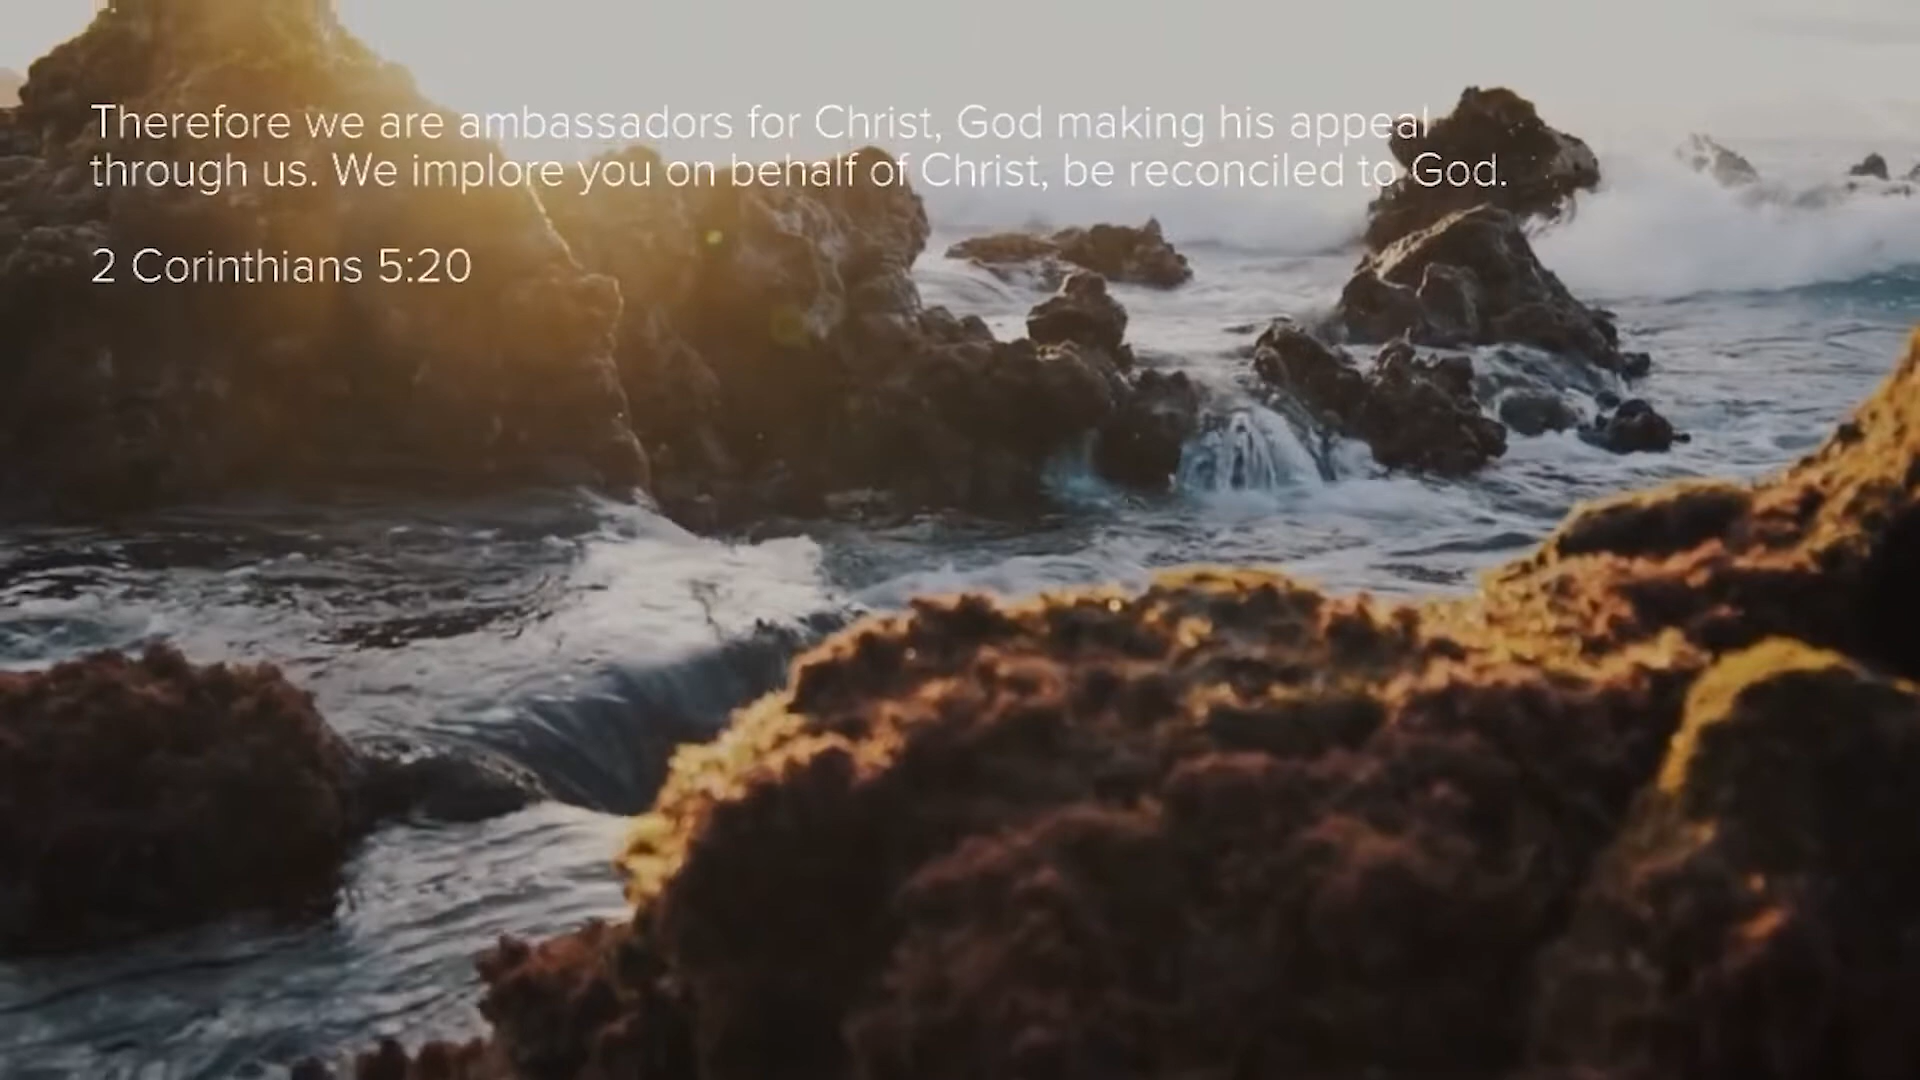 Therefore we are ambassadors for Christ, God making his appeal
through us. We implore you on behalf of Christ, be reconciled to God.
2 Corinthians 5:20